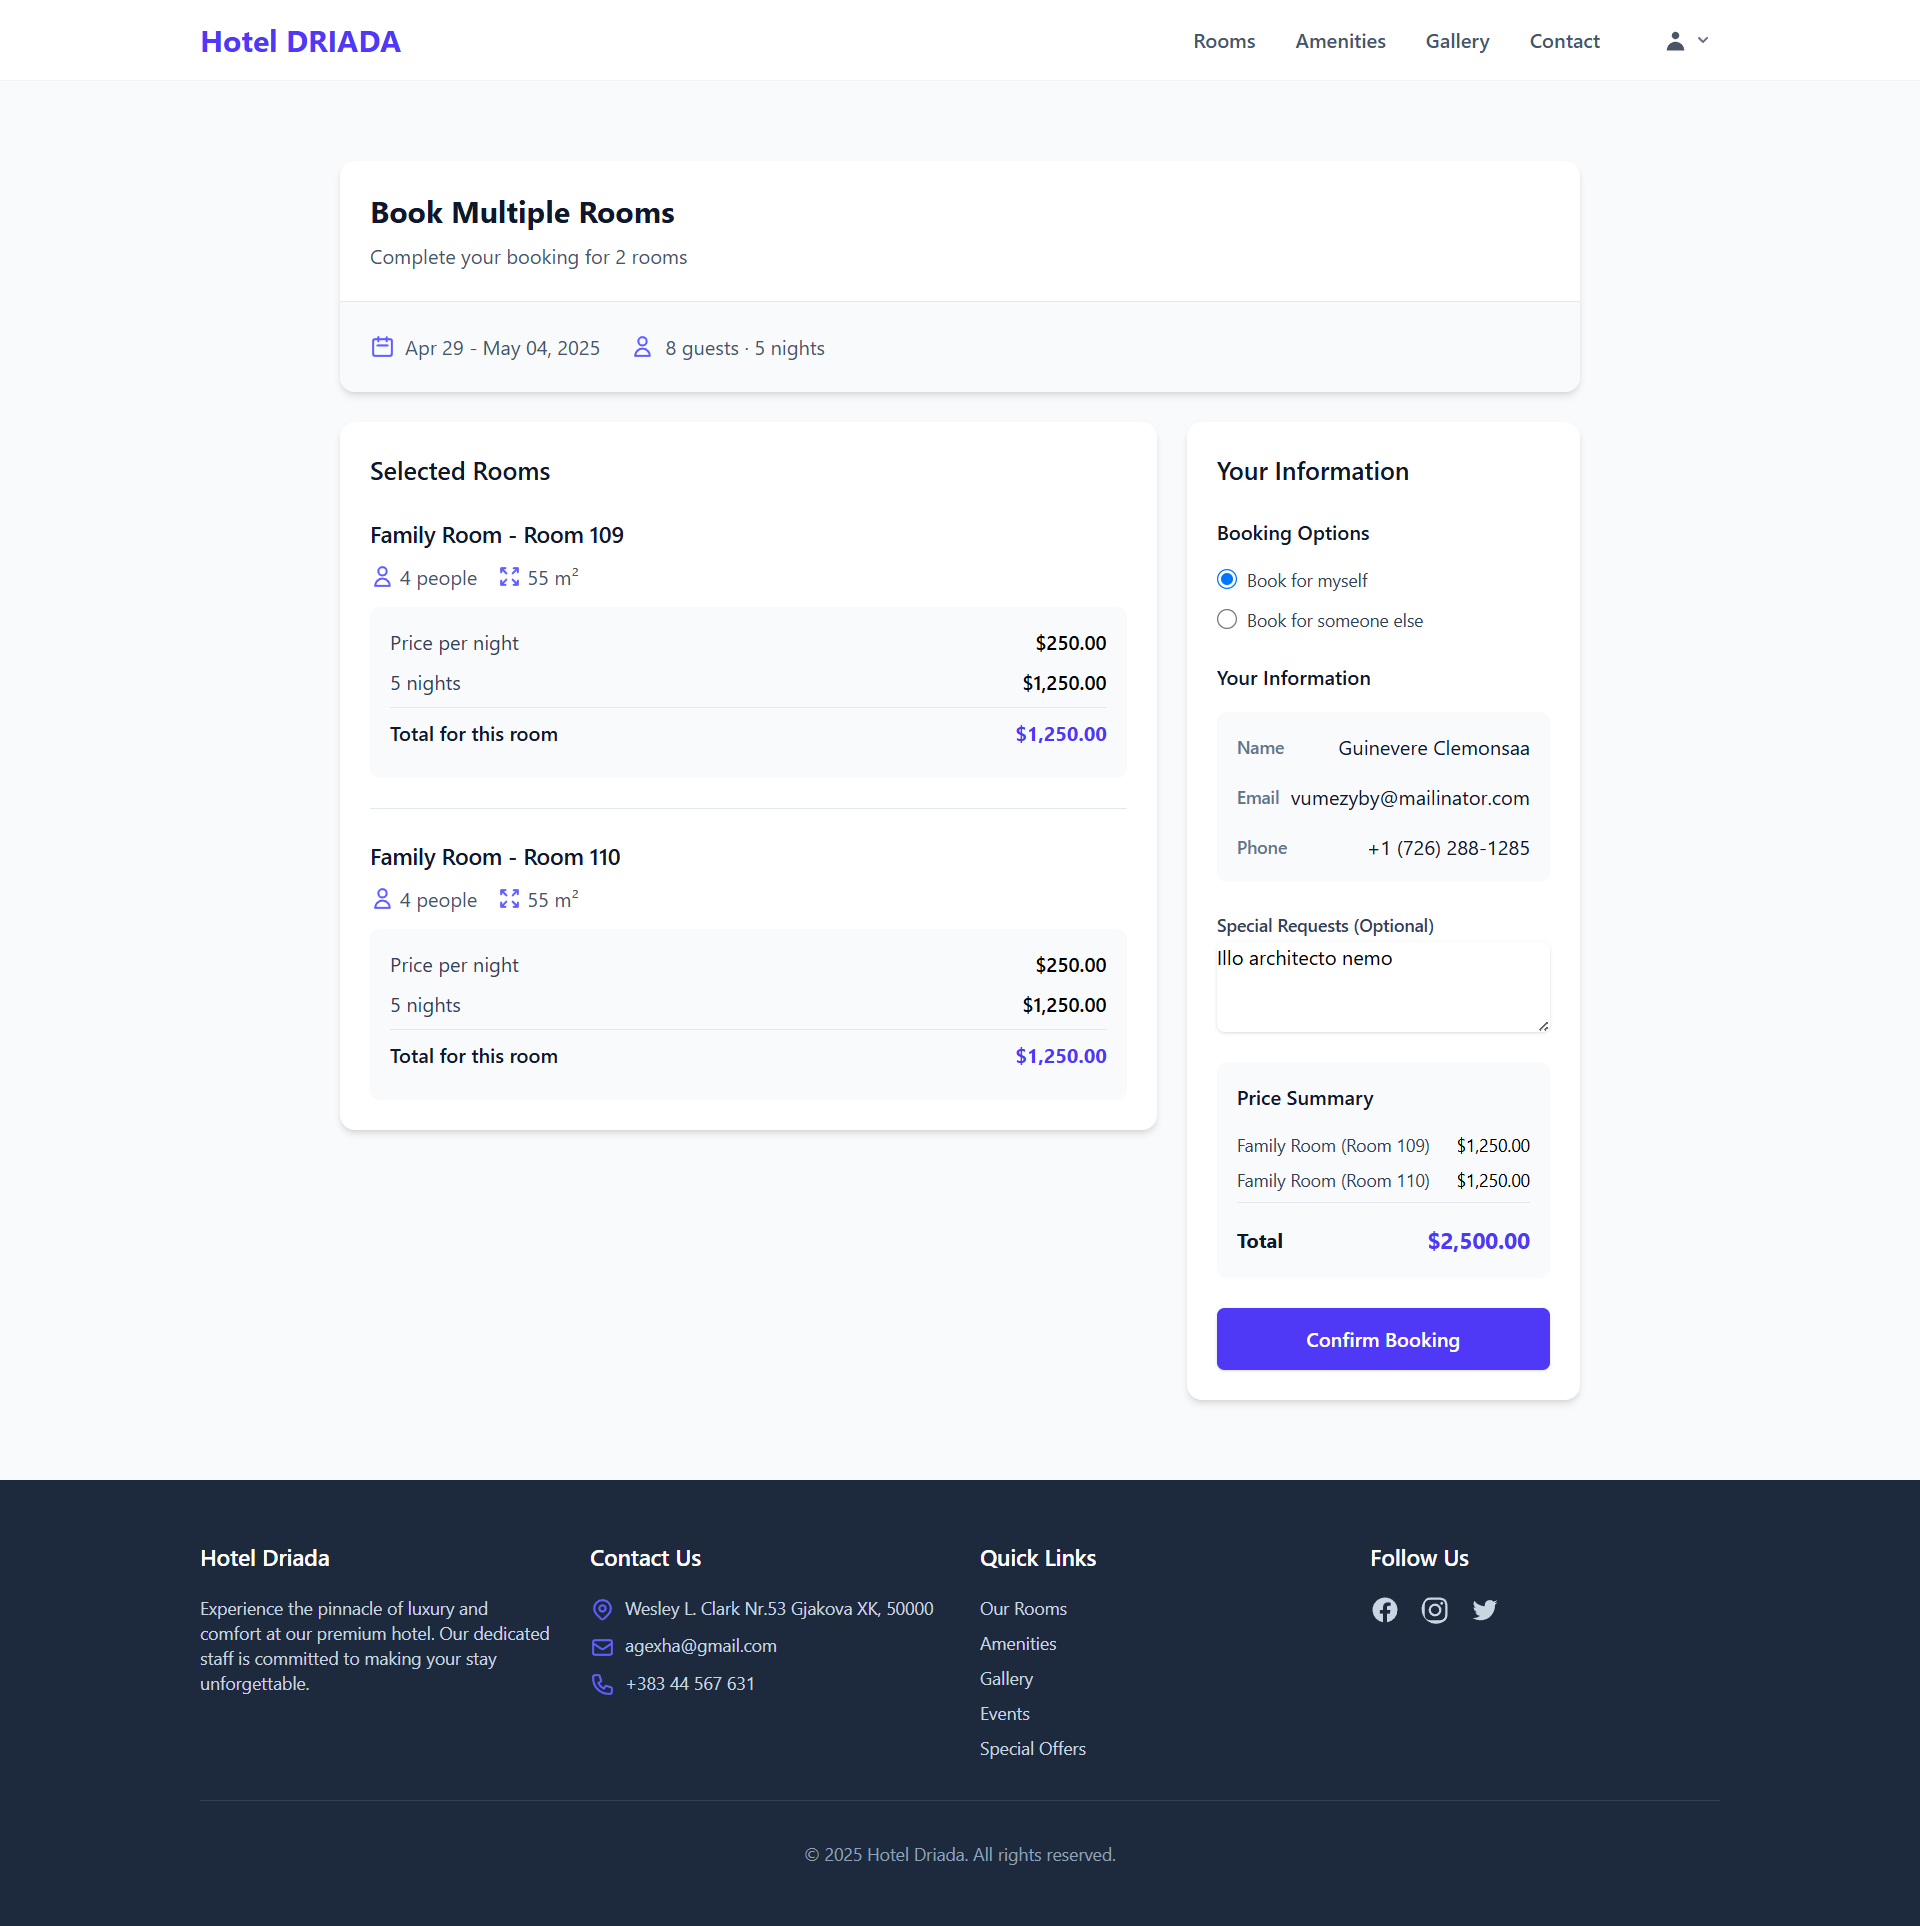 Hotel DRIADA
Rooms
Amenities
Gallery
Contact
Book Multiple Rooms
Complete your booking for 2 rooms
Apr 29 - May 04, 2025
8 guests · 5 nights
Selected Rooms
Family Room - Room 109
4 people
55 m²
Price per night $250.00
5 nights $1,250.00
Total for this room $1,250.00
Family Room - Room 110
4 people
55 m²
Price per night $250.00
5 nights $1,250.00
Total for this room $1,250.00
Your Information
Booking Options
Book for myself
Book for someone else
Your Information
Name Guinevere Clemonsaa
Email vumezyby@mailinator.com
Phone +1 (726) 288-1285
Special Requests (Optional)
Illo architecto nemo
Price Summary
Family Room (Room 109) $1,250.00
Family Room (Room 110) $1,250.00
Total $2,500.00
Confirm Booking
Hotel Driada
Experience the pinnacle of luxury and
comfort at our premium hotel. Our dedicated
staff is committed to making your stay
unforgettable.
Contact Us
Wesley L. Clark Nr.53 Gjakova XK, 50000
agexha@gmail.com
+383 44 567 631
Quick Links
Our Rooms
Amenities
Gallery
Events
Special Offers
Follow Us
© 2025 Hotel Driada. All rights reserved.